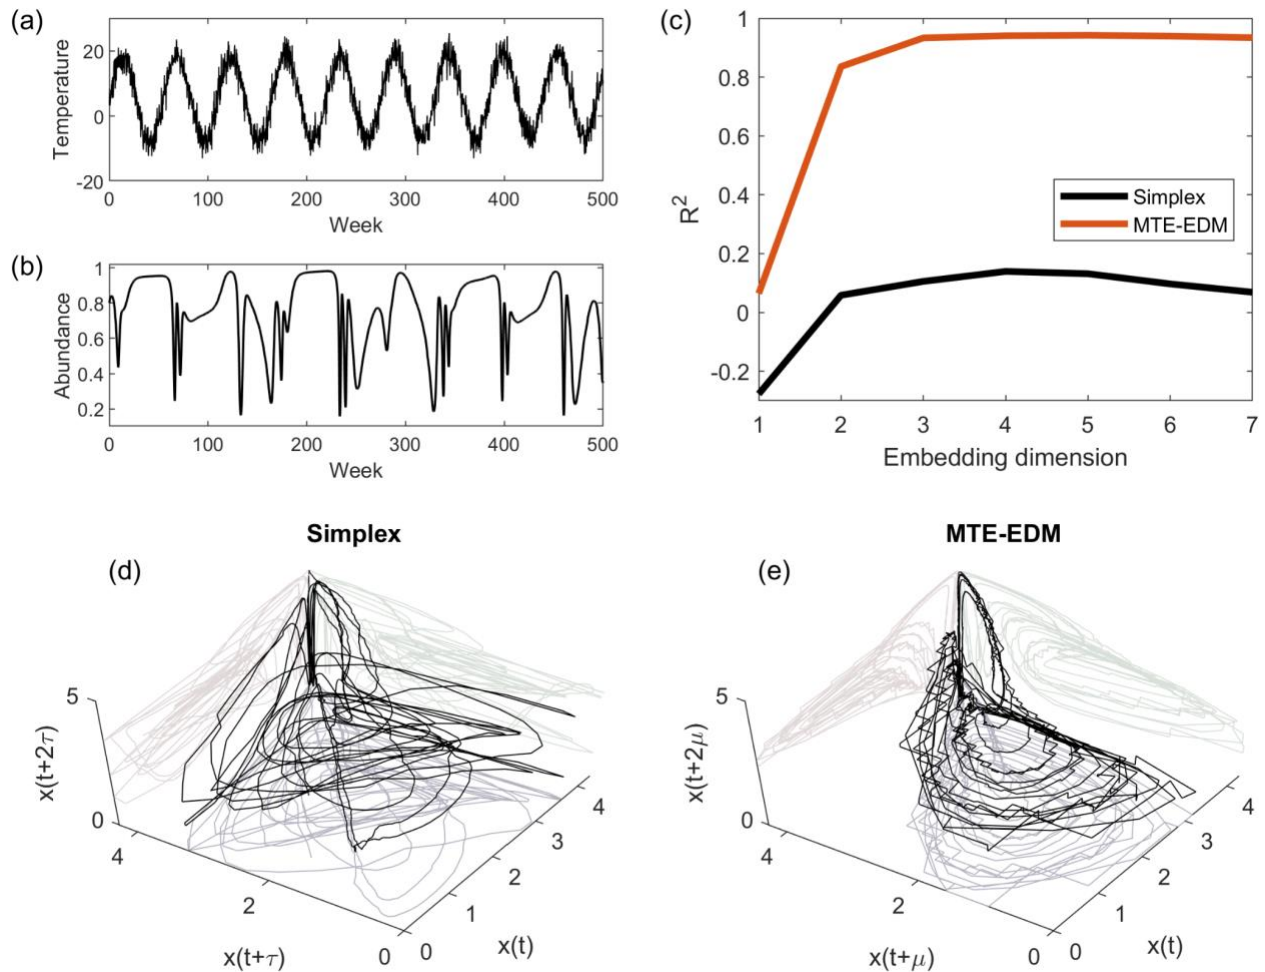 (a)
Temperature
20
0
-20
0 100 200 300 400 500
Week
(b)
Abundance
1
0.8
0.6
0.4
0.2
0 100 200 300 400 500
Week
(c)
R²
1
0.8
0.6
0.4
0.2
0
-0.2
Simplex
MTE-EDM
1 2 3 4 5 6 7
Embedding dimension
Simplex
(d)
x(t+2τ)
5
0
4
2
0
x(t+τ)
0
1
2
3
4
x(t)
MTE-EDM
(e)
x(t+2μ)
5
0
4
2
0
x(t+μ)
0
1
2
3
4
x(t)